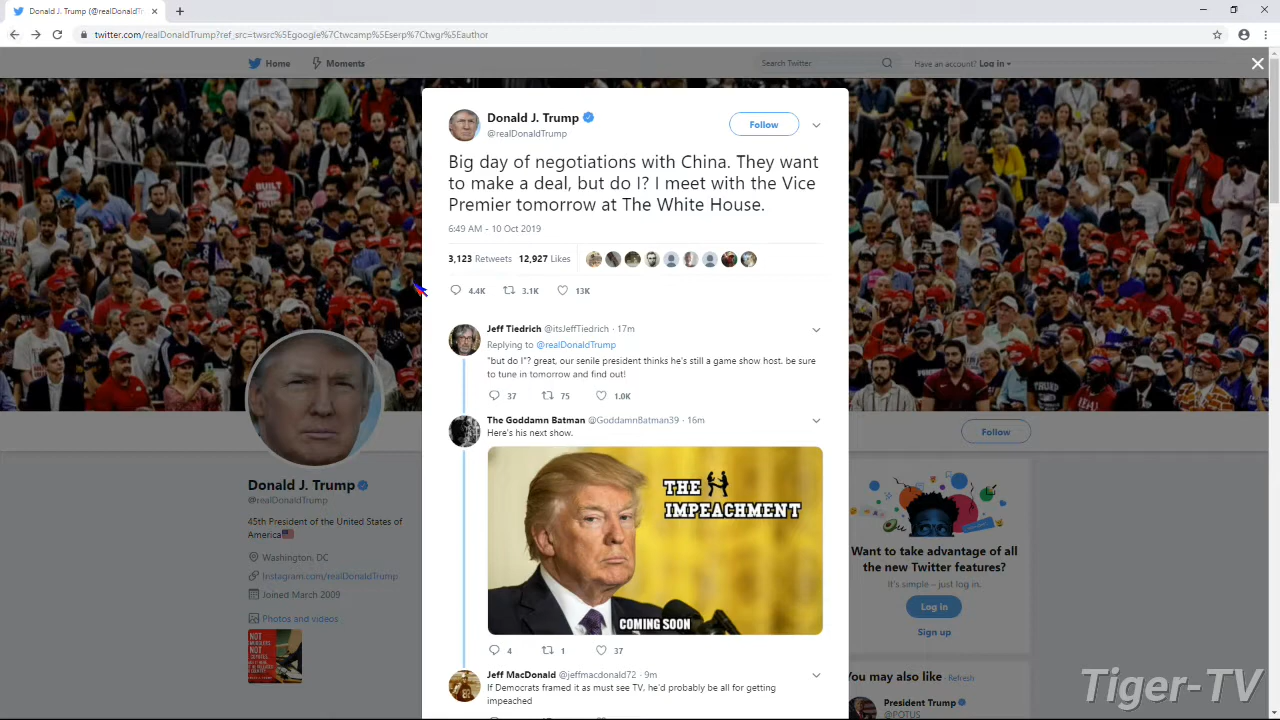 Donald J. Trump (@realDonaldT
twitter.com/realDonaldTrump?ref_src=twsrc%5Egoogle%7Ctwcamp%5Eserp%7Ctwgr%5Eauthor
Home
Moments
Search Twitter
Have an account? Log in
Donald J. Trump
@realDonaldTrump
Follow
Big day of negotiations with China. They want
to make a deal, but do I? I meet with the Vice
Premier tomorrow at The White House.
6:49 AM - 10 Oct 2019
3,123 Retweets 12,927 Likes
4.4K 3.1K 13K
Jeff Tiedrich @itsJeffTiedrich · 17m
Replying to @realDonaldTrump
"but do I"? great, our senile president thinks he's still a game show host. be sure
to tune in tomorrow and find out!
37 75 1.0K
The Goddamn Batman @GoddamnBatman39 · 16m
Here's his next show.
THE
IMPEACHMENT
COMING SOON
4 1 37
Jeff MacDonald @jeffmacdonald72 · 9m
If Democrats framed it as must see TV, he'd probably be all for getting
impeached
Donald J. Trump
@realDonaldTrump
45th President of the United States of
America
Washington, DC
Instagram.com/realDonaldTrump
Joined March 2009
Photos and videos
Follow
Want to take advantage of all
the new Twitter features?
It's simple – just log in.
Log in
Sign up
You may also like · Refresh
President Trump
@POTUS
Tiger-TV